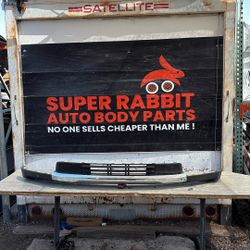 SATELLITE
SUPER RABBIT
AUTO BODY PARTS
NO ONE SELLS CHEAPER THAN ME !